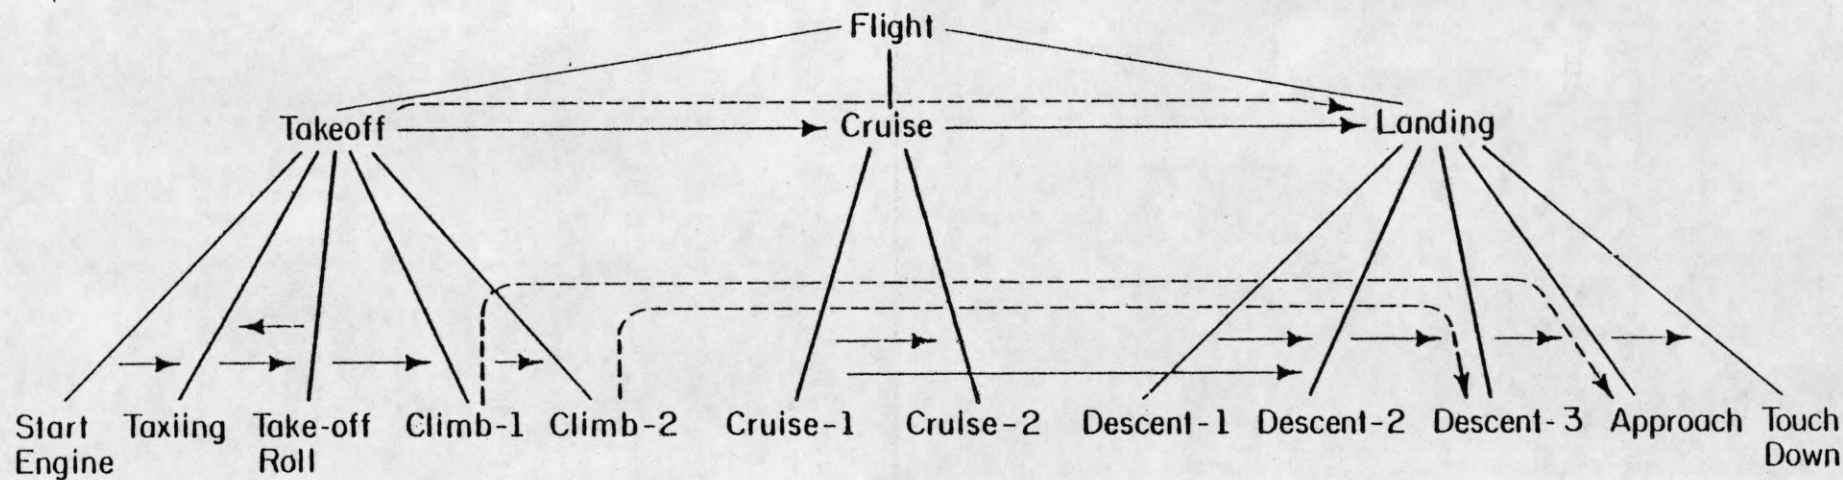 Flight
Takeoff Cruise Landing
Start Engine Taxiing Take-off Roll Climb-1 Climb-2 Cruise-1 Cruise-2 Descent-1 Descent-2 Descent-3 Approach Touch Down